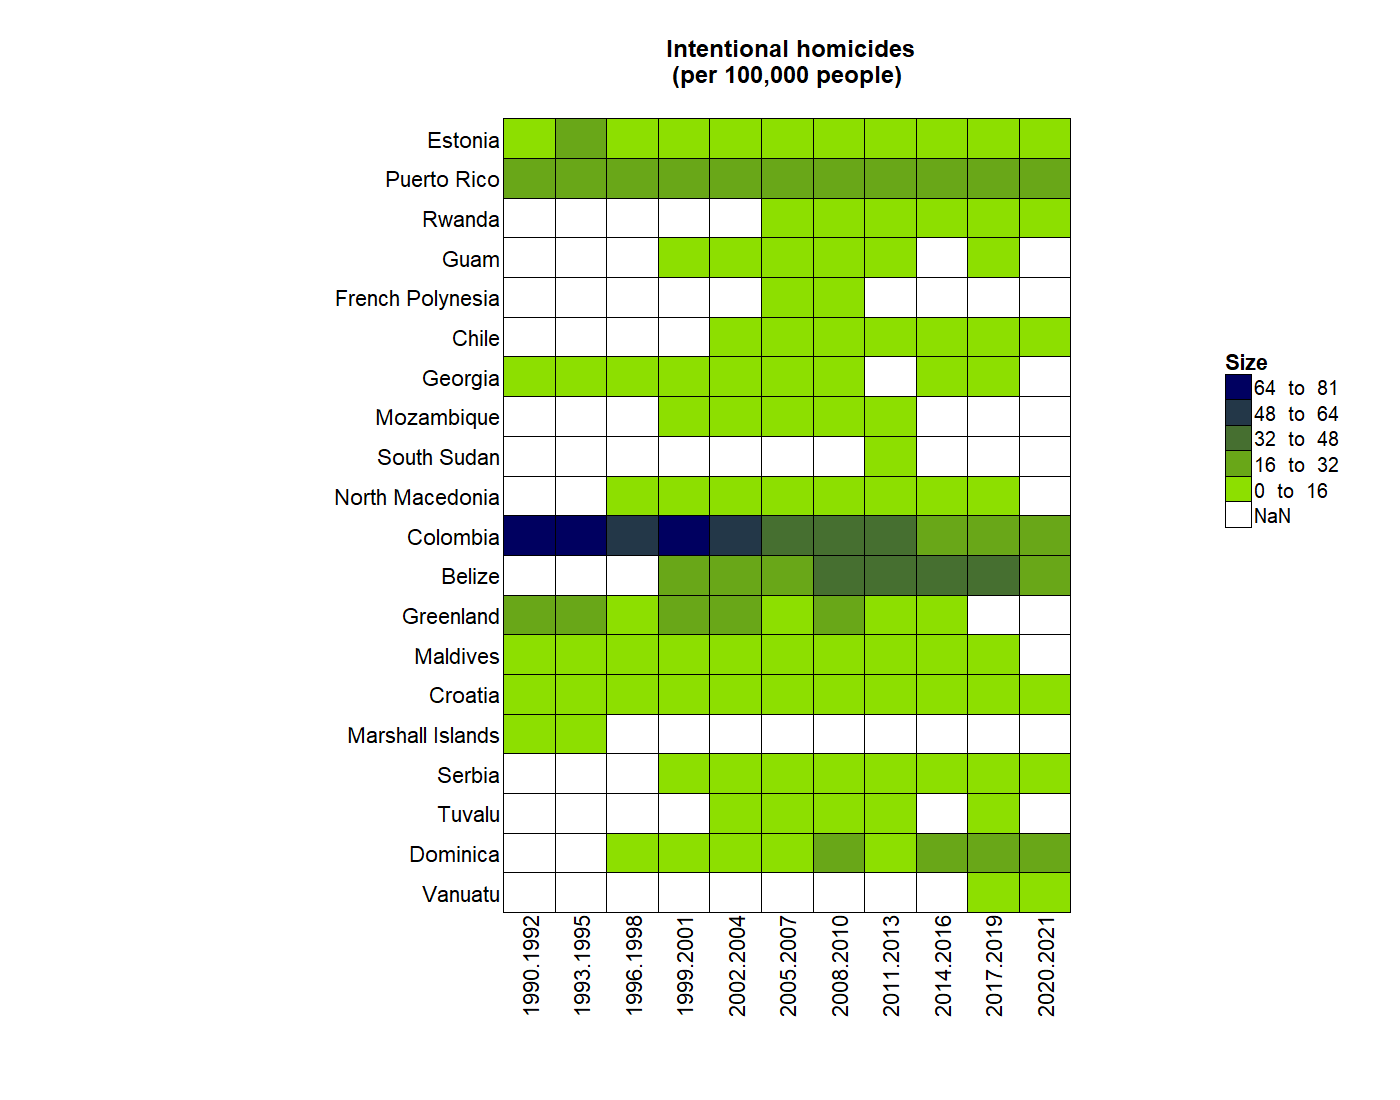 Intentional homicides
(per 100,000 people)
Estonia
Puerto Rico
Rwanda
Guam
French Polynesia
Chile
Georgia
Mozambique
South Sudan
North Macedonia
Colombia
Belize
Greenland
Maldives
Croatia
Marshall Islands
Serbia
Tuvalu
Dominica
Vanuatu
1990.1992
1993.1995
1996.1998
1999.2001
2002.2004
2005.2007
2008.2010
2011.2013
2014.2016
2017.2019
2020.2021
Size
64 to 81
48 to 64
32 to 48
16 to 32
0 to 16
NaN